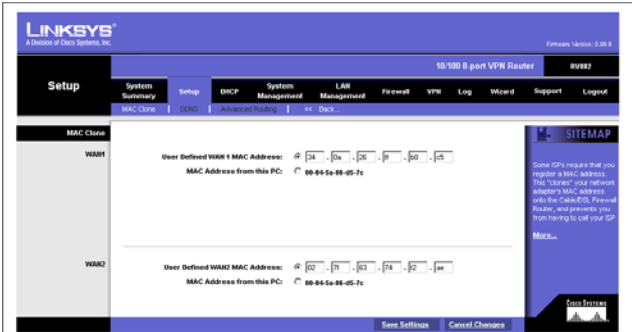 LINKSYS®
A Division of Cisco Systems, Inc.
Firmware Version: 0.99.9
10/100 8-port VPN Router RV082
Setup
System Summary Setup DHCP System Management LAN Management Firewall VPN Log Wizard Support Logout
MAC Clone | DDNS | Advanced Routing | << Back
MAC Clone
SITEMAP
WAN1
User Defined WAN 1 MAC Address: 34 - 0a - 26 - ff - b0 - c5
MAC Address from this PC: 00-04-5a-86-d5-7c
Some ISPs require that you
register a MAC address.
This "clones" your network
adapter's MAC address
onto the Cable/DSL Firewall
Router, and prevents you
from having to call your ISP
More...
WAN2
User Defined WAN2 MAC Address: 02 - 7f - 63 - 74 - f2 - ae
MAC Address from this PC: 00-04-5a-86-d5-7c
Save Settings Cancel Changes
Cisco Systems